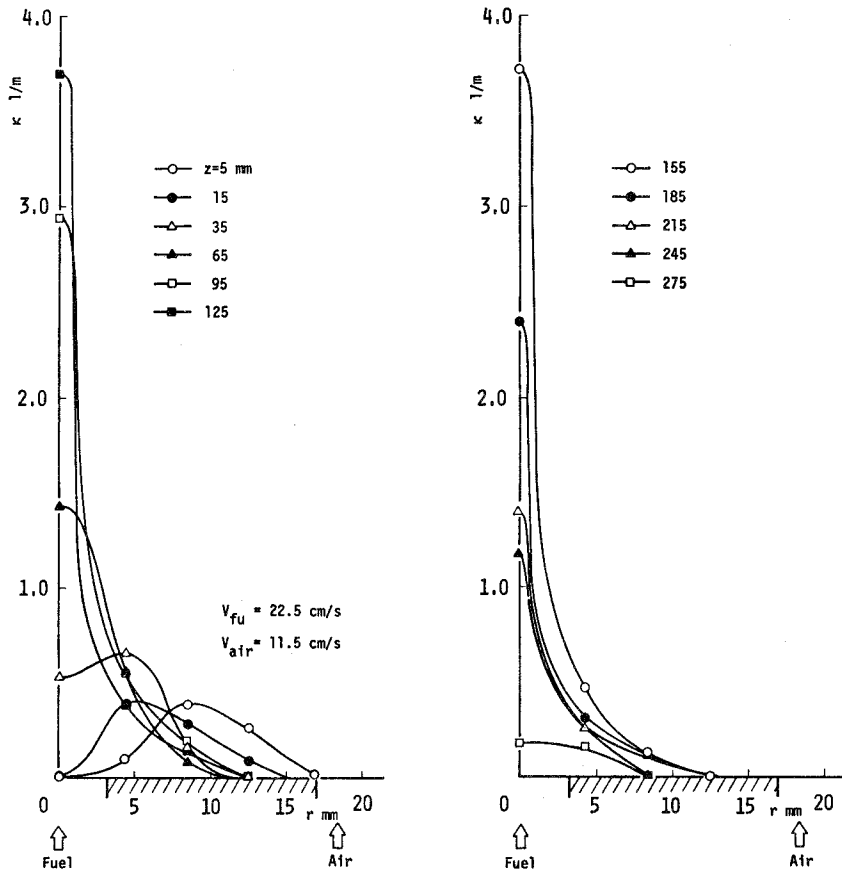 4.0
κ 1/m
3.0
2.0
1.0
z=5 mm
15
35
65
95
125
V_fu = 22.5 cm/s
V_air = 11.5 cm/s
0 5 10 15 20
r mm
Fuel Air
4.0
κ 1/m
3.0
2.0
1.0
155
185
215
245
275
0 5 10 15 20
r mm
Fuel Air